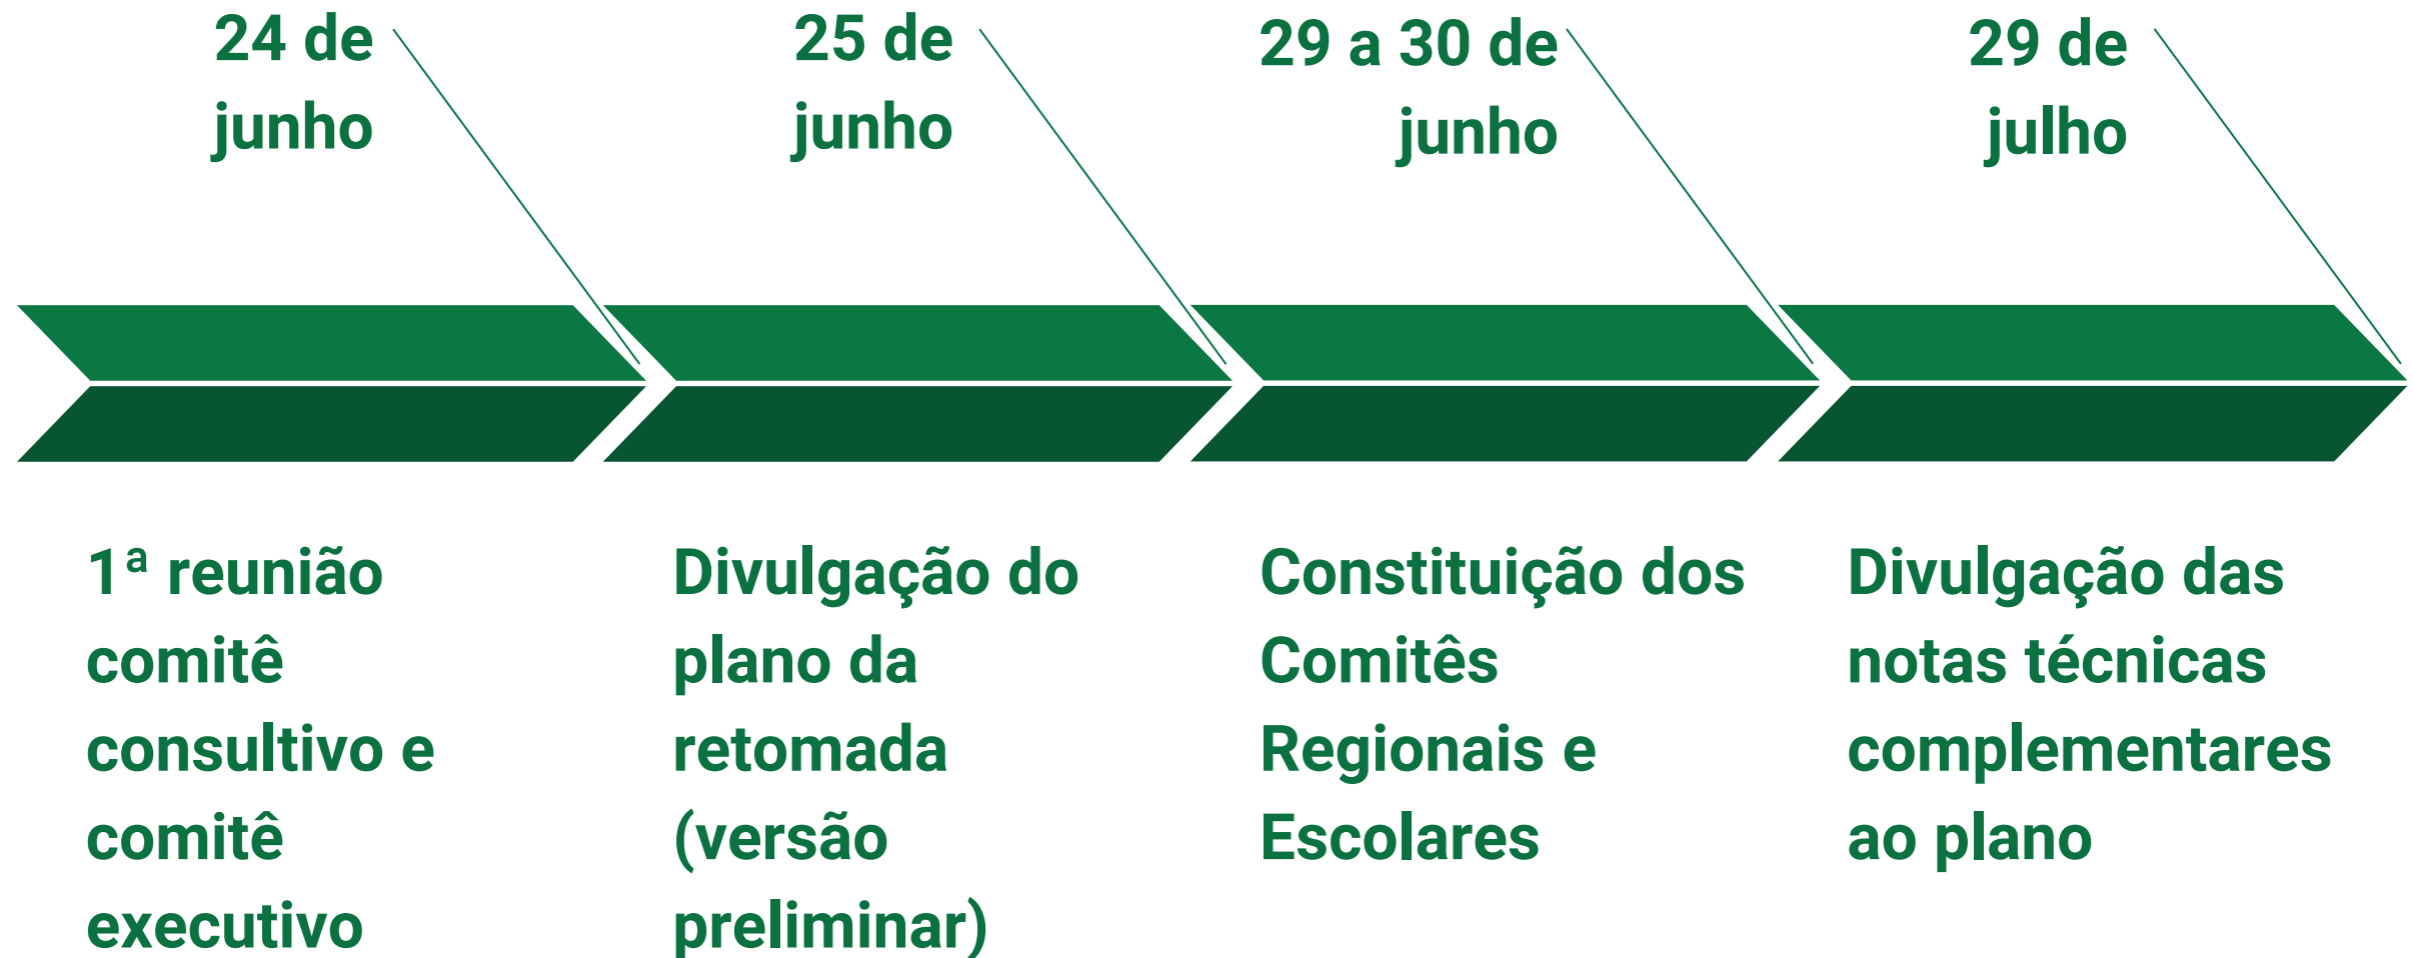 24 de
junho
25 de
junho
29 a 30 de
junho
29 de
julho
1ª reunião
comitê
consultivo e
comitê
executivo
Divulgação do
plano da
retomada
(versão
preliminar)
Constituição dos
Comitês
Regionais e
Escolares
Divulgação das
notas técnicas
complementares
ao plano